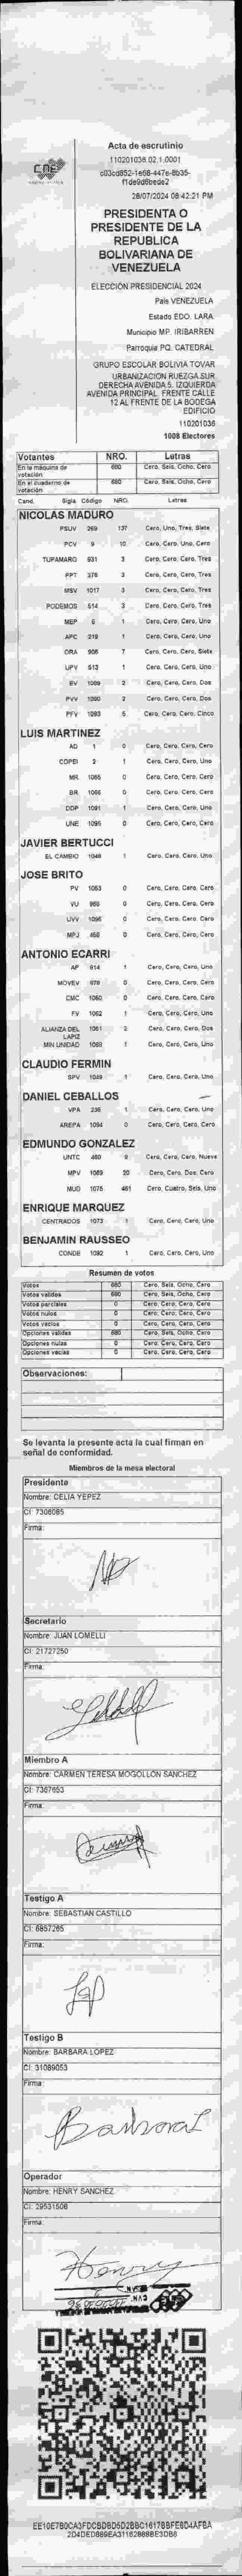 CNE
Acta de escrutinio
110201036.02.1.0001
c03cd852-1e68-447e-8b35-
f1de9d6bede2
28/07/2024 08:42:21 PM
PRESIDENTA O
PRESIDENTE DE LA
REPUBLICA
BOLIVARIANA DE
VENEZUELA
ELECCIÓN PRESIDENCIAL 2024
País VENEZUELA
Estado EDO. LARA
Municipio MP. IRIBARREN
Parroquia PQ. CATEDRAL
GRUPO ESCOLAR BOLIVIA TOVAR
URBANIZACION RUEZGA SUR
DERECHA AVENIDA 5. IZQUIERDA
AVENIDA PRINCIPAL. FRENTE CALLE
12 AL FRENTE DE LA BODEGA
EDIFICIO
110201036
1008 Electores
Votantes NRO. Letras
En la máquina de votación 680 Cero, Seis, Ocho, Cero
En el cuaderno de votación 680 Cero, Seis, Ocho, Cero
Cand. Sigla Código NRO. Letras
NICOLAS MADURO
PSUV 269 137 Cero, Uno, Tres, Siete
PCV 9 10 Cero, Cero, Uno, Cero
TUPAMARO 931 3 Cero, Cero, Cero, Tres
PPT 376 3 Cero, Cero, Cero, Tres
MSV 1017 3 Cero, Cero, Cero, Tres
PODEMOS 514 3 Cero, Cero, Cero, Tres
MEP 6 1 Cero, Cero, Cero, Uno
APC 219 1 Cero, Cero, Cero, Uno
ORA 906 7 Cero, Cero, Cero, Siete
UPV 513 1 Cero, Cero, Cero, Uno
EV 1089 2 Cero, Cero, Cero, Dos
PVV 1090 2 Cero, Cero, Cero, Dos
PFV 1093 5 Cero, Cero, Cero, Cinco
LUIS MARTINEZ
AD 1 0 Cero, Cero, Cero, Cero
COPEI 2 1 Cero, Cero, Cero, Uno
MR 1065 0 Cero, Cero, Cero, Cero
BR 1066 0 Cero, Cero, Cero, Cero
DDP 1091 1 Cero, Cero, Cero, Uno
UNE 1095 0 Cero, Cero, Cero, Cero
JAVIER BERTUCCI
EL CAMBIO 1048 1 Cero, Cero, Cero, Uno
JOSE BRITO
PV 1053 0 Cero, Cero, Cero, Cero
VU 0 Cero, Cero, Cero, Cero
UVV 1096 0 Cero, Cero, Cero, Cero
MPJ 458 0 Cero, Cero, Cero, Cero
ANTONIO ECARRI
AP 914 1 Cero, Cero, Cero, Uno
MOVEV 979 0 Cero, Cero, Cero, Cero
CMC 1060 0 Cero, Cero, Cero, Cero
FV 1062 1 Cero, Cero, Cero, Uno
ALIANZA DEL LAPIZ 1061 2 Cero, Cero, Cero, Dos
MIN UNIDAD 1069 1 Cero, Cero, Cero, Uno
CLAUDIO FERMIN
SPV 1049 1 Cero, Cero, Cero, Uno
DANIEL CEBALLOS
VPA 236 1 Cero, Cero, Cero, Uno
AREPA 1094 0 Cero, Cero, Cero, Cero
EDMUNDO GONZALEZ
UNTC 460 9 Cero, Cero, Cero, Nueve
MPV 1069 20 Cero, Cero, Dos, Cero
MUD 1075 461 Cero, Cuatro, Seis, Uno
ENRIQUE MARQUEZ
CENTRADOS 1073 1 Cero, Cero, Cero, Uno
BENJAMIN RAUSSEO
CONDE 1092 1 Cero, Cero, Cero, Uno
Resumen de votos
Votos 680 Cero, Seis, Ocho, Cero
Votos validos 680 Cero, Seis, Ocho, Cero
Votos parciales 0 Cero, Cero, Cero, Cero
Votos nulos 0 Cero, Cero, Cero, Cero
Votos vacios 0 Cero, Cero, Cero, Cero
Opciones validas 680 Cero, Seis, Ocho, Cero
Opciones nulas 0 Cero, Cero, Cero, Cero
Opciones vacias 0 Cero, Cero, Cero, Cero
Observaciones:
Se levanta la presente acta la cual firman en
señal de conformidad.
Miembros de la mesa electoral
Presidente
Nombre: CELIA YEPEZ
CI: 7306085
Firma:
Secretario
Nombre: JUAN LOMELLI
CI: 21727250
Firma:
Miembro A
Nombre: CARMEN TERESA MOGOLLON SANCHEZ
CI: 7367653
Firma:
Testigo A
Nombre: SEBASTIAN CASTILLO
CI: 6857265
Firma:
Testigo B
Nombre: BARBARA LOPEZ
CI: 31089053
Firma:
Barbara L
Operador
Nombre: HENRY SANCHEZ
CI: 29531506
Firma:
Henry
EE10E7B0CA3FDCBDBD5D2BBC1617B8FE8D4AFBA
2D4DED889EA31162888BE3DB6